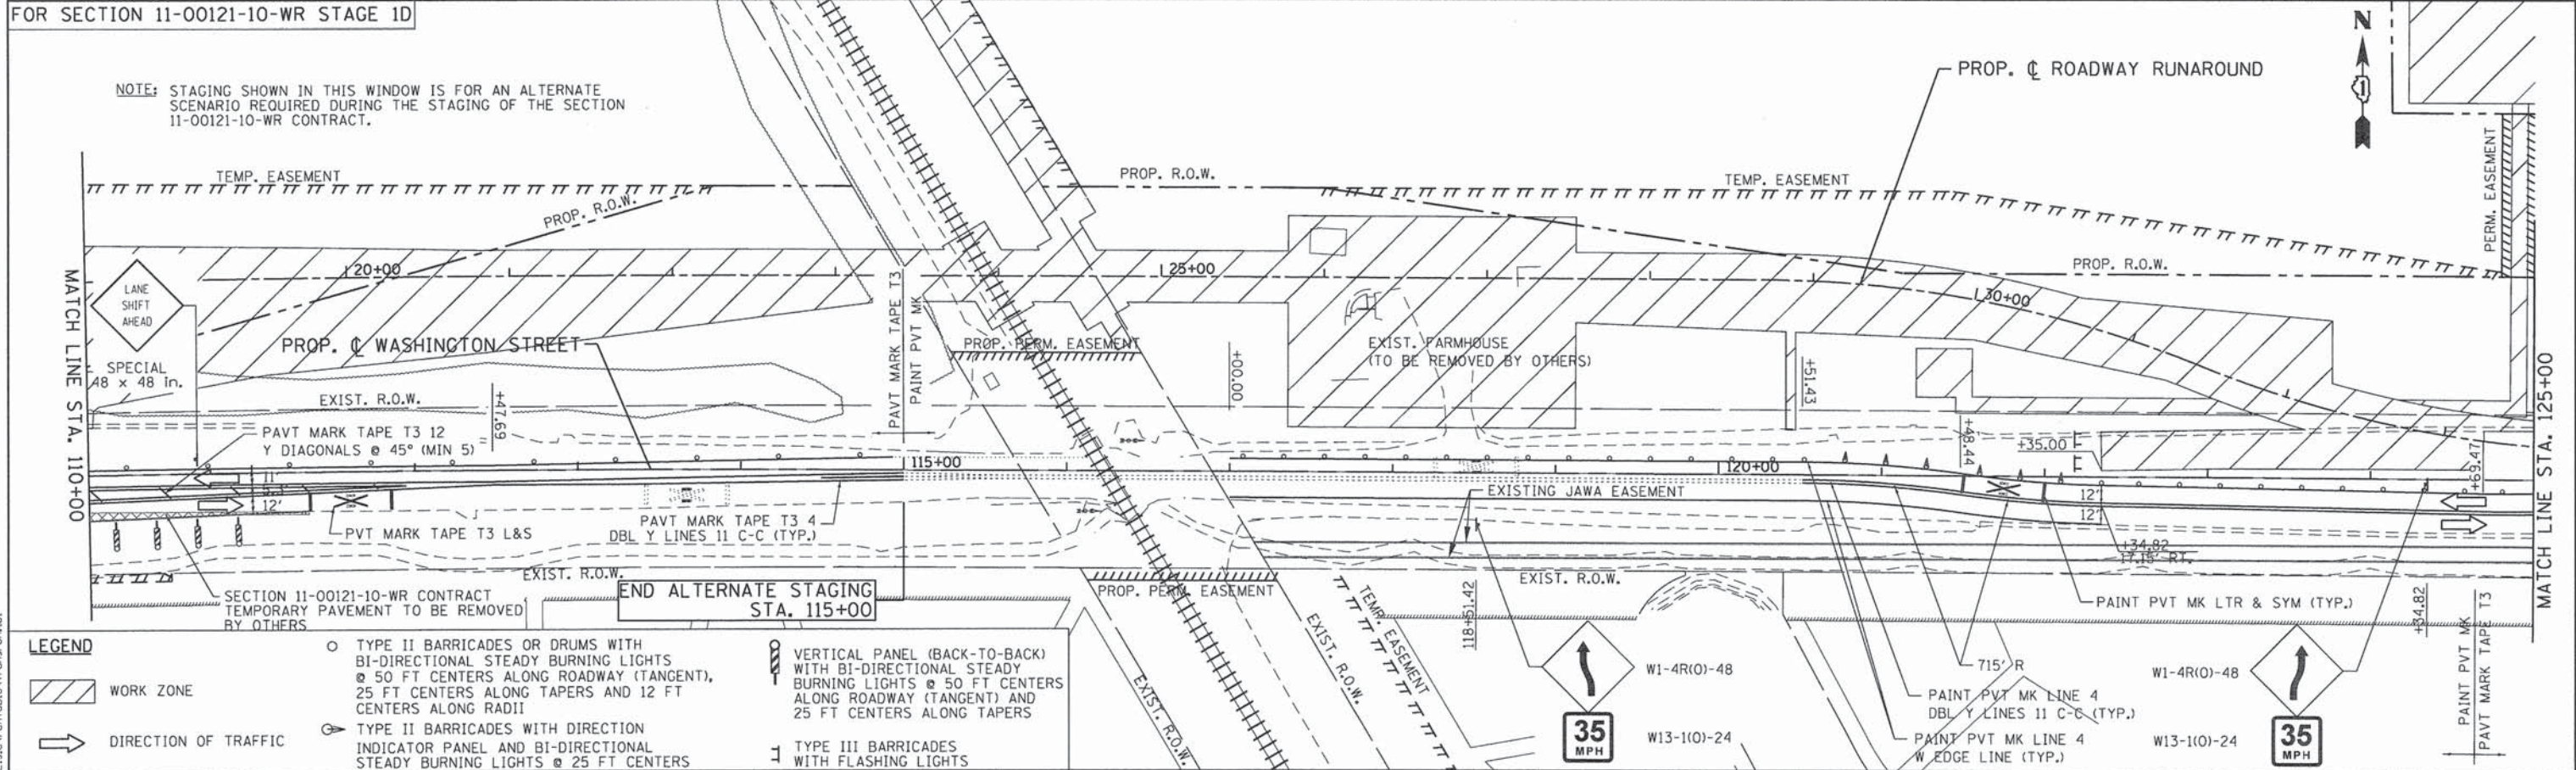 FOR SECTION 11-00121-10-WR STAGE 1D
NOTE: STAGING SHOWN IN THIS WINDOW IS FOR AN ALTERNATE
SCENARIO REQUIRED DURING THE STAGING OF THE SECTION
11-00121-10-WR CONTRACT.
N
PROP. ℄ ROADWAY RUNAROUND
TEMP. EASEMENT
PROP. R.O.W.
PROP. R.O.W.
TEMP. EASEMENT
PERM. EASEMENT
PROP. R.O.W.
MATCH LINE STA. 110+00
LANE
SHIFT
AHEAD
SPECIAL
48 x 48 in.
20+00
25+00
30+00
PAVT MARK TAPE T3
PAINT PVT MK
PROP. ℄ WASHINGTON STREET
PROP. PERM. EASEMENT
EXIST. FARMHOUSE
(TO BE REMOVED BY OTHERS)
+00.00
+51.43
+48.44
+35.00
+69.47
MATCH LINE STA. 125+00
EXIST. R.O.W.
+47.69
PAVT MARK TAPE T3 12
Y DIAGONALS @ 45° (MIN 5)
11'
12'
115+00
120+00
12'
12'
EXISTING JAWA EASEMENT
PVT MARK TAPE T3 L&S
PAVT MARK TAPE T3 4
DBL Y LINES 11 C-C (TYP.)
+34.82
17.15' RT.
EXIST. R.O.W.
EXIST. R.O.W.
SECTION 11-00121-10-WR CONTRACT
TEMPORARY PAVEMENT TO BE REMOVED
BY OTHERS
END ALTERNATE STAGING
STA. 115+00
PROP. PERM. EASEMENT
TEMP. EASEMENT
EXIST. R.O.W.
EXIST. R.O.W.
118+51.42
PAINT PVT MK LTR & SYM (TYP.)
+34.82
PAINT PVT MK
PAVT MARK TAPE T3
W1-4R(O)-48
35
MPH
W13-1(O)-24
715' R
PAINT PVT MK LINE 4
DBL Y LINES 11 C-C (TYP.)
PAINT PVT MK LINE 4
W EDGE LINE (TYP.)
W1-4R(O)-48
35
MPH
W13-1(O)-24
LEGEND
WORK ZONE
DIRECTION OF TRAFFIC
TYPE II BARRICADES OR DRUMS WITH
BI-DIRECTIONAL STEADY BURNING LIGHTS
@ 50 FT CENTERS ALONG ROADWAY (TANGENT),
25 FT CENTERS ALONG TAPERS AND 12 FT
CENTERS ALONG RADII
TYPE II BARRICADES WITH DIRECTION
INDICATOR PANEL AND BI-DIRECTIONAL
STEADY BURNING LIGHTS @ 25 FT CENTERS
VERTICAL PANEL (BACK-TO-BACK)
WITH BI-DIRECTIONAL STEADY
BURNING LIGHTS @ 50 FT CENTERS
ALONG ROADWAY (TANGENT) AND
25 FT CENTERS ALONG TAPERS
TYPE III BARRICADES
WITH FLASHING LIGHTS